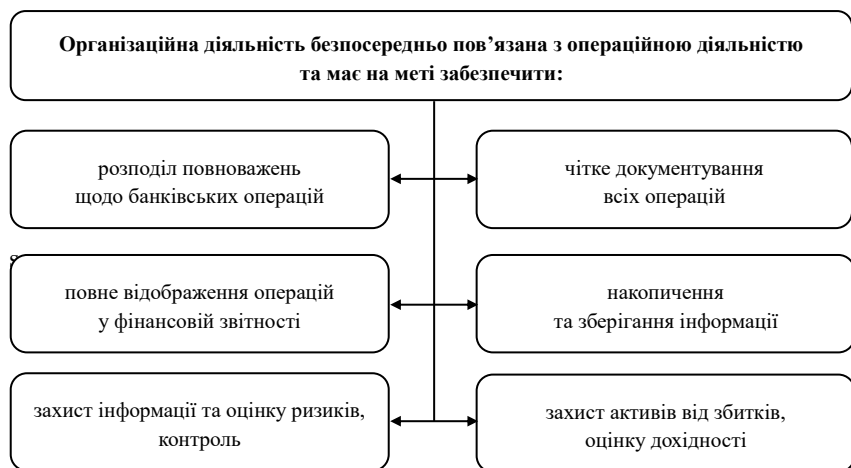 Організаційна діяльність безпосередньо пов’язана з операційною діяльністю
та має на меті забезпечити:
розподіл повноважень
щодо банківських операцій
чітке документування
всіх операцій
повне відображення операцій
у фінансовій звітності
накопичення
та зберігання інформації
захист інформації та оцінку ризиків,
контроль
захист активів від збитків,
оцінку дохідності